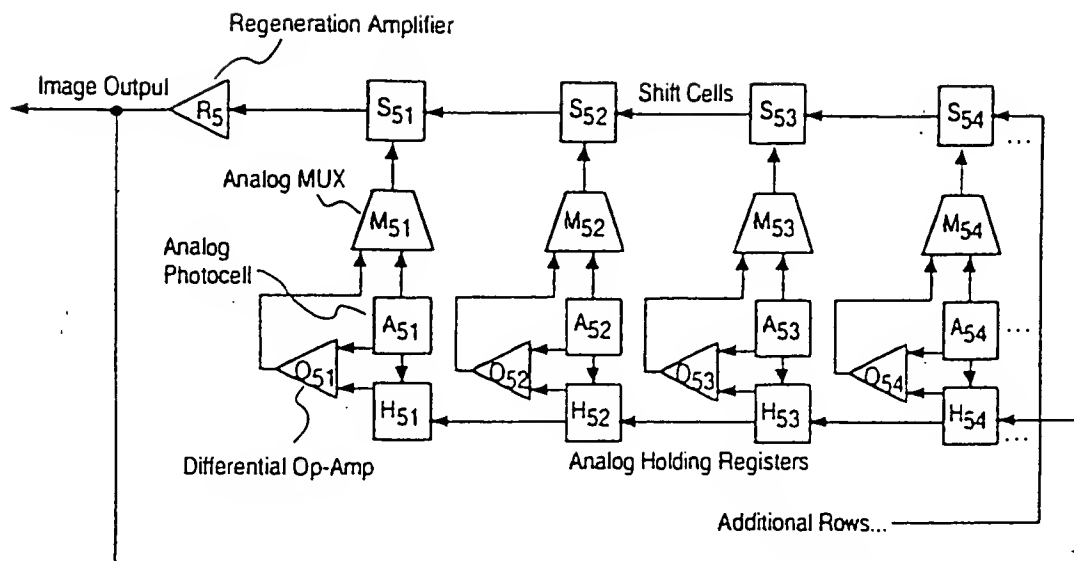 Regeneration Amplifier
Image Output
R5
S51
S52
Shift Cells
S53
S54
...
Analog MUX
M51
M52
M53
M54
Analog
Photocell
A51
A52
A53
A54
...
O51
O52
O53
O54
H51
H52
H53
H54
...
Differential Op-Amp
Analog Holding Registers
Additional Rows...